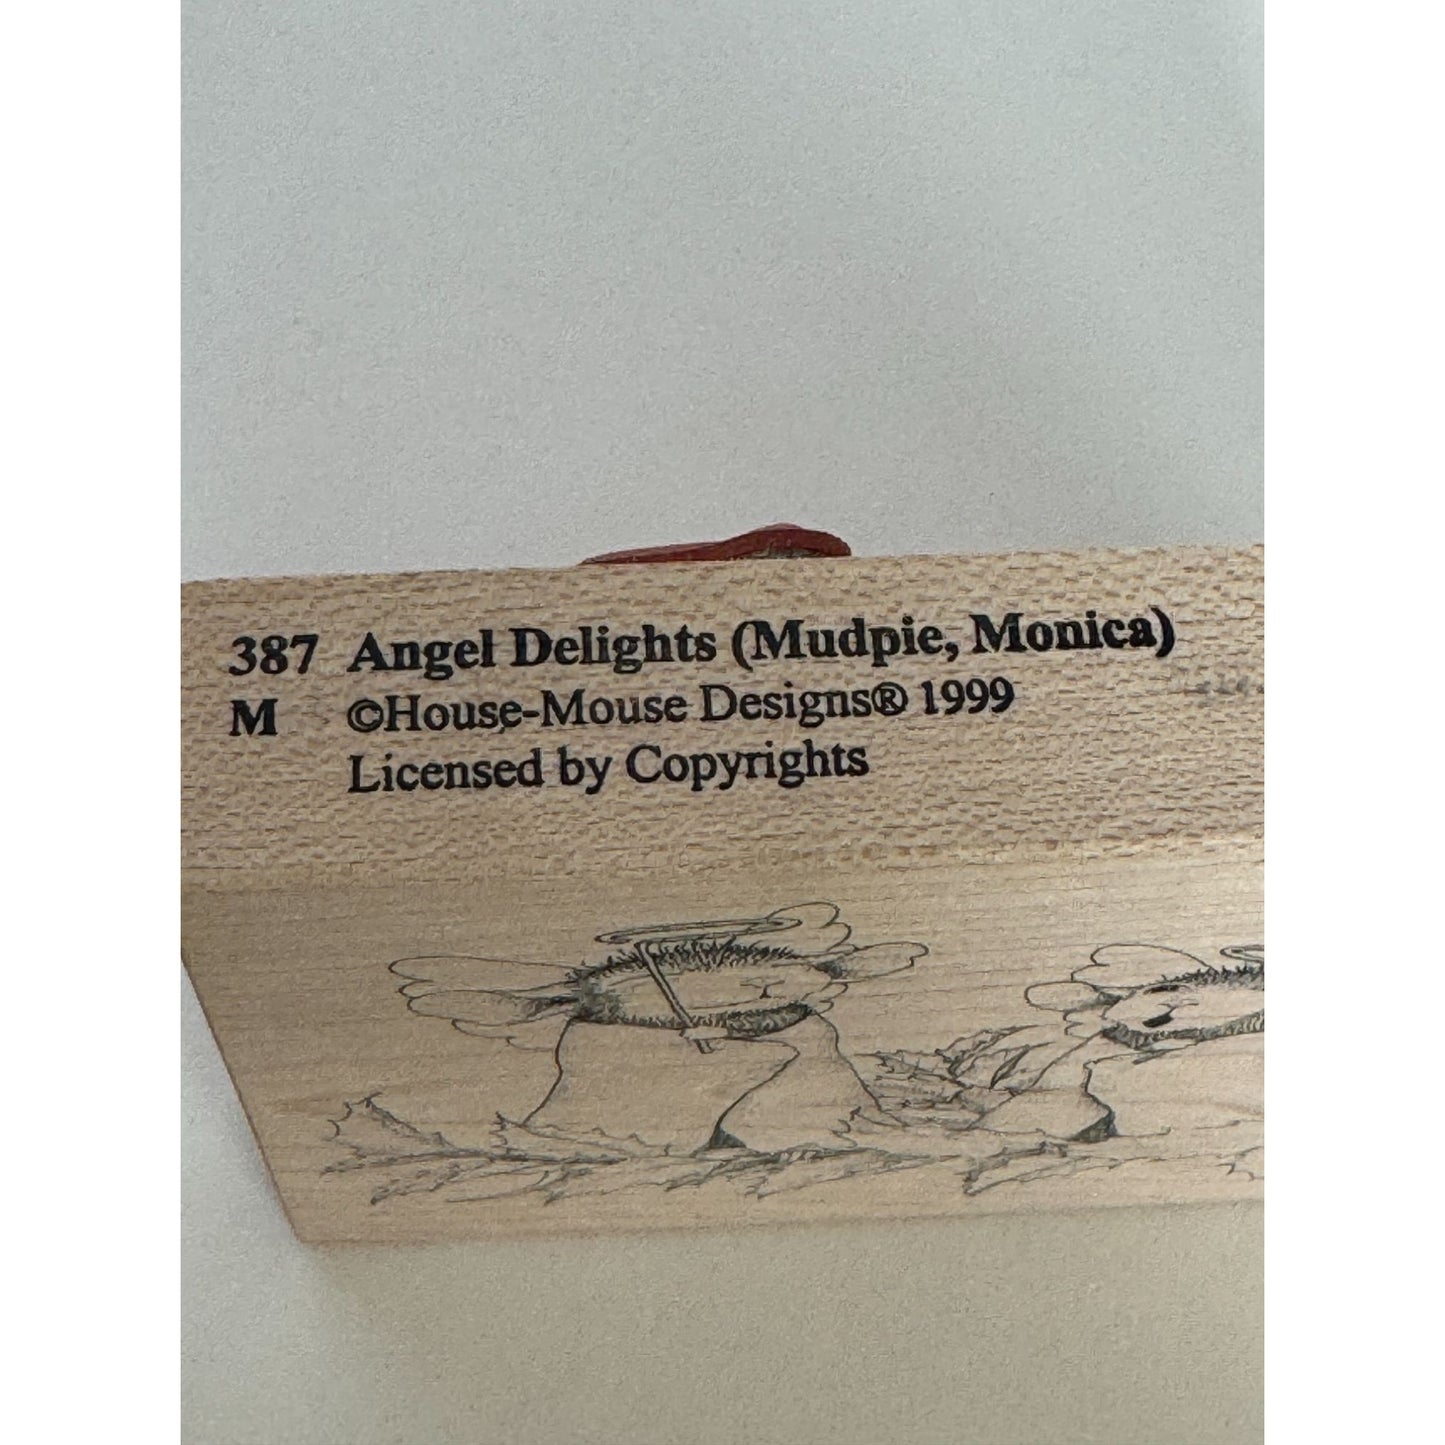 387 Angel Delights (Mudpie, Monica)
M ©House-Mouse Designs® 1999
Licensed by Copyrights